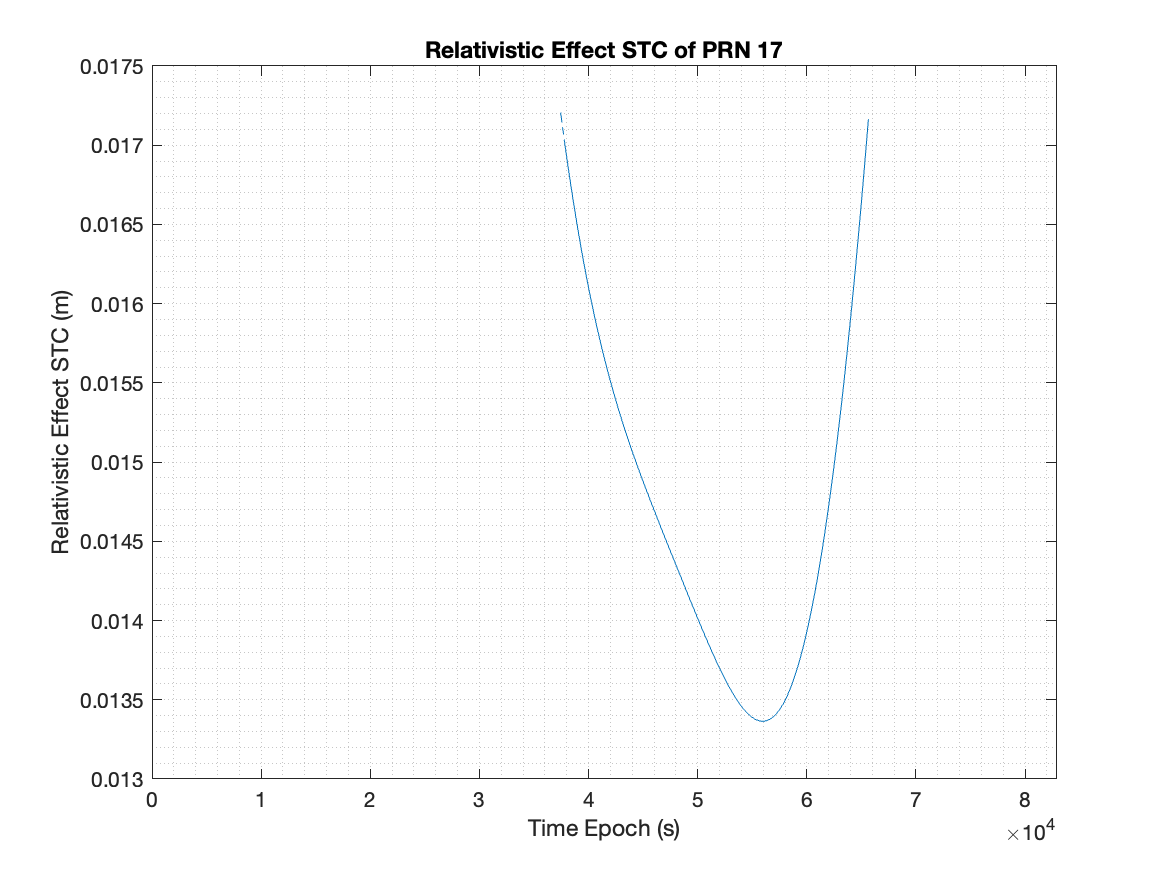 Relativistic Effect STC of PRN 17
0.0175
0.017
0.0165
0.016
0.0155
0.015
0.0145
0.014
0.0135
0.013
Relativistic Effect STC (m)
0 1 2 3 4 5 6 7 8
Time Epoch (s)
×10⁴